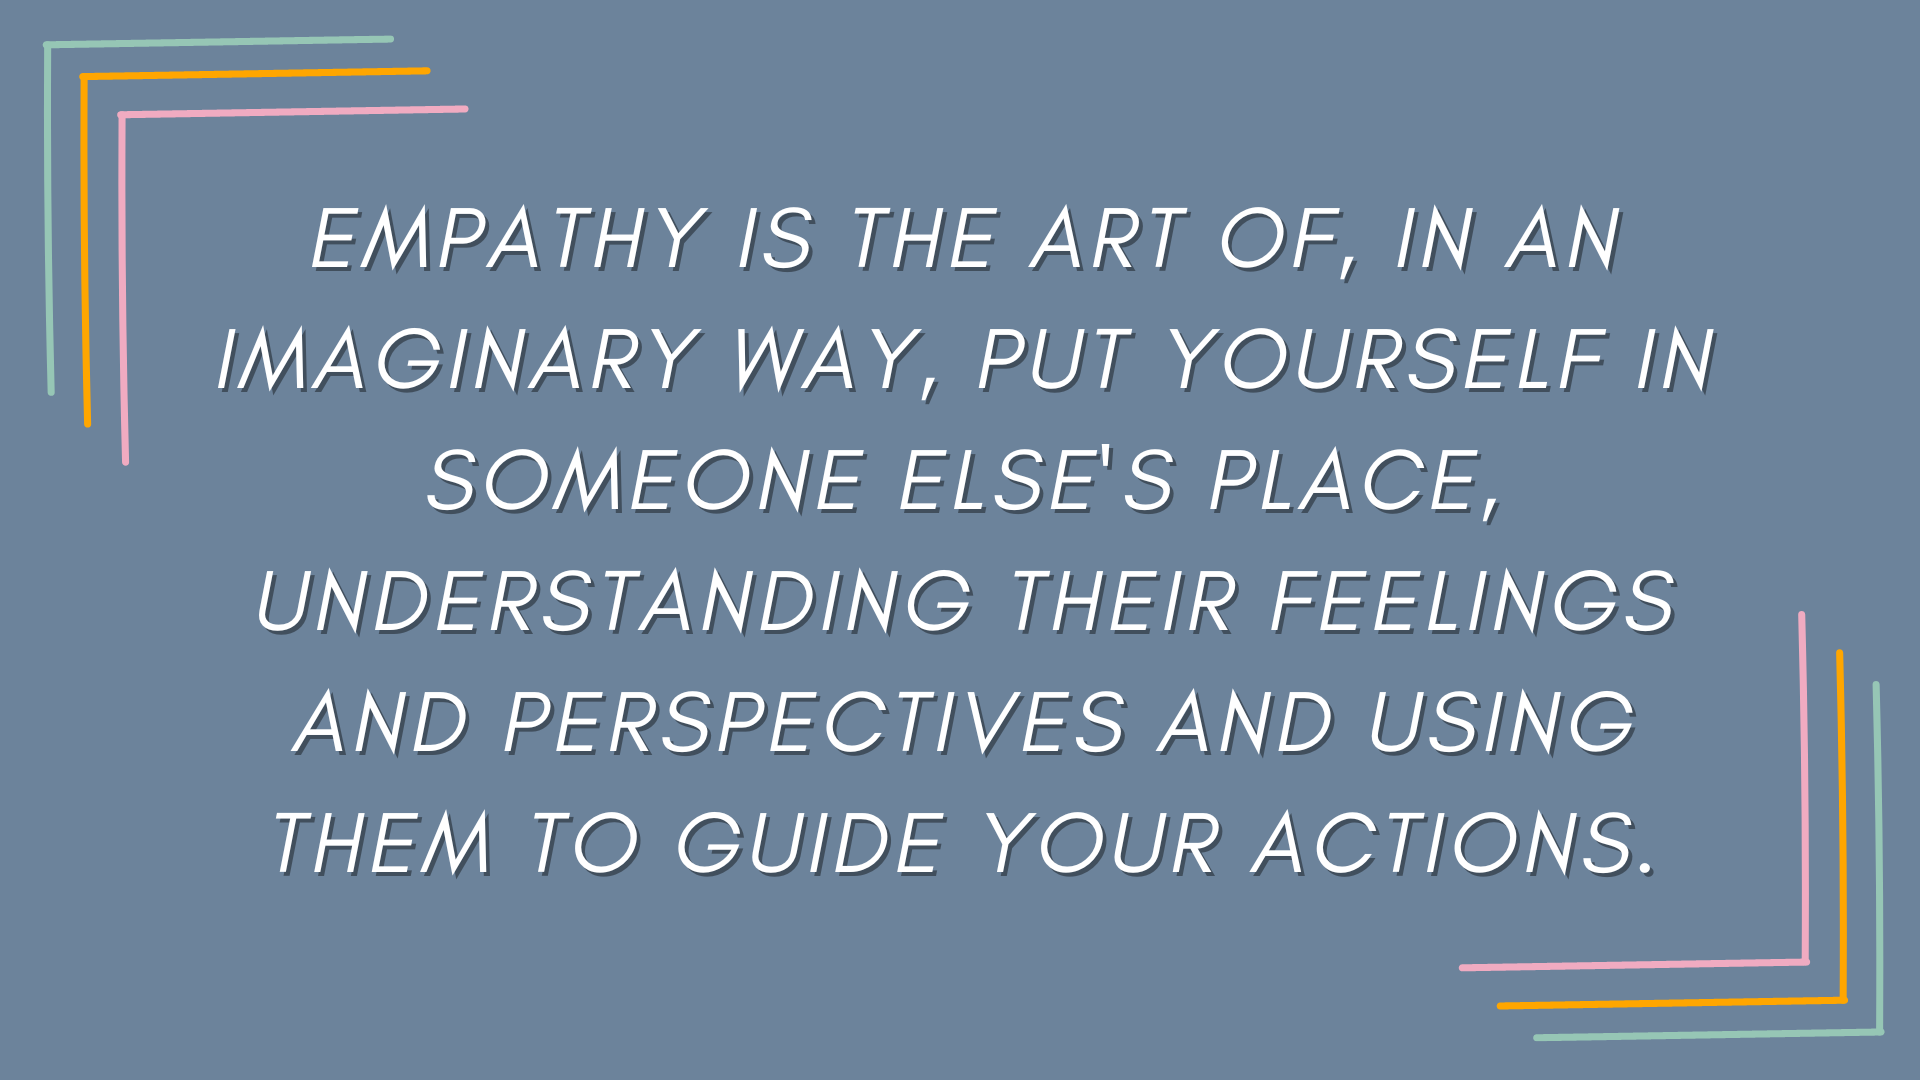 EMPATHY IS THE ART OF, IN AN
IMAGINARY WAY, PUT YOURSELF IN
SOMEONE ELSE'S PLACE,
UNDERSTANDING THEIR FEELINGS
AND PERSPECTIVES AND USING
THEM TO GUIDE YOUR ACTIONS.